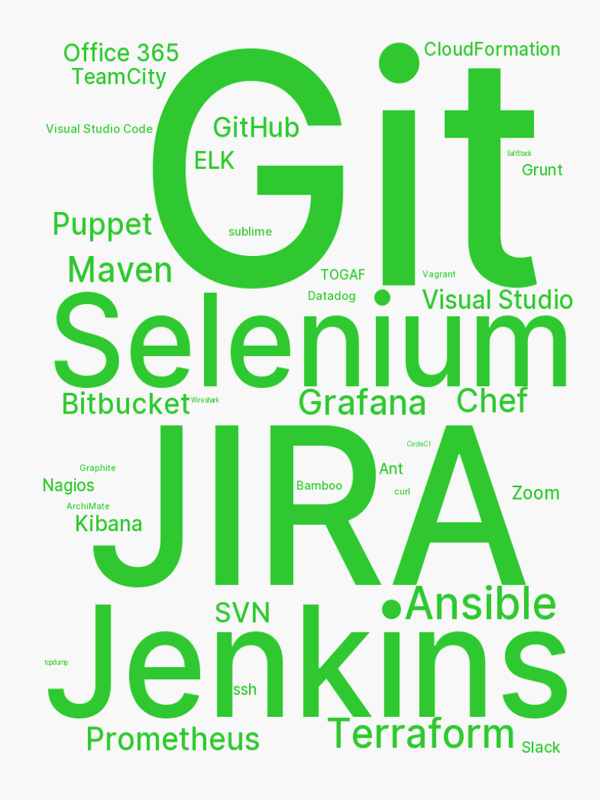 Office 365
TeamCity
CloudFormation
Git
Visual Studio Code
GitHub
ELK
SaltStack
Grunt
Puppet
sublime
Maven
TOGAF
Vagrant
Datadog
Visual Studio
Selenium
Bitbucket
Wireshark
Grafana
Chef
JIRA
CircleCI
Graphite
Ant
Nagios
Bamboo
curl
Zoom
ArchiMate
Kibana
Ansible
SVN
Jenkins
tcpdump
ssh
Prometheus
Terraform
Slack